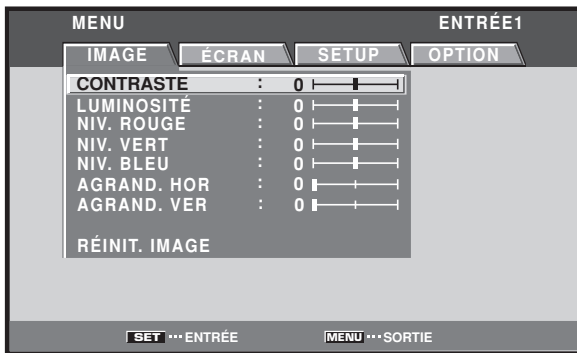 MENU ENTRÉE1
IMAGE ÉCRAN SETUP OPTION
CONTRASTE : 0
LUMINOSITÉ : 0
NIV. ROUGE : 0
NIV. VERT : 0
NIV. BLEU : 0
AGRAND. HOR : 0
AGRAND. VER : 0
RÉINIT. IMAGE
SET ··· ENTRÉE MENU ··· SORTIE